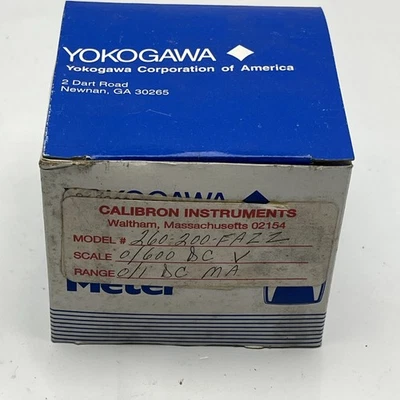 YOKOGAWA
Yokogawa Corporation of America
2 Dart Road
Newnan, GA 30265
YOKOGAWA
CALIBRON INSTRUMENTS
Waltham, Massachusetts 02154
MODEL # 260-200-FAZZ
SCALE 0/600 DC V
RANGE 0/1 DC MA
Meter